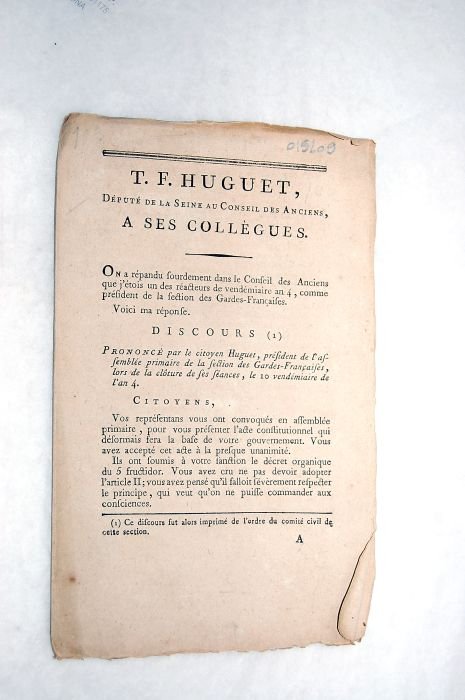 015409
T. F. HUGUET,
DÉPUTÉ DE LA SEINE AU CONSEIL DES ANCIENS,
A SES COLLÈGUES.
ON a répandu sourdement dans le Conseil des Anciens
que j'étois un des réacteurs de vendémiaire an 4, comme
président de la section des Gardes-Françaises.
Voici ma réponse.
DISCOURS (1)
PRONONCÉ par le citoyen Huguet, président de l'as-
semblée primaire de la section des Gardes-Françaises,
lors de la clôture de ses séances, le 10 vendémiaire de
l'an 4.
CITOYENS,
Vos représentans vous ont convoqués en assemblée
primaire, pour vous présenter l'acte constitutionnel qui
désormais sera la base de votre gouvernement. Vous
avez accepté cet acte à la presque unanimité.
Ils ont soumis à votre sanction le décret organique
du 5 fructidor. Vous avez cru ne pas devoir adopter
l'article II; vous avez pensé qu'il falloit sévèrement respecter
le principe, qui veut qu'on ne puisse commander aux
consciences.
(1) Ce discours fut alors imprimé de l'ordre du comité civil de
cette section.
A